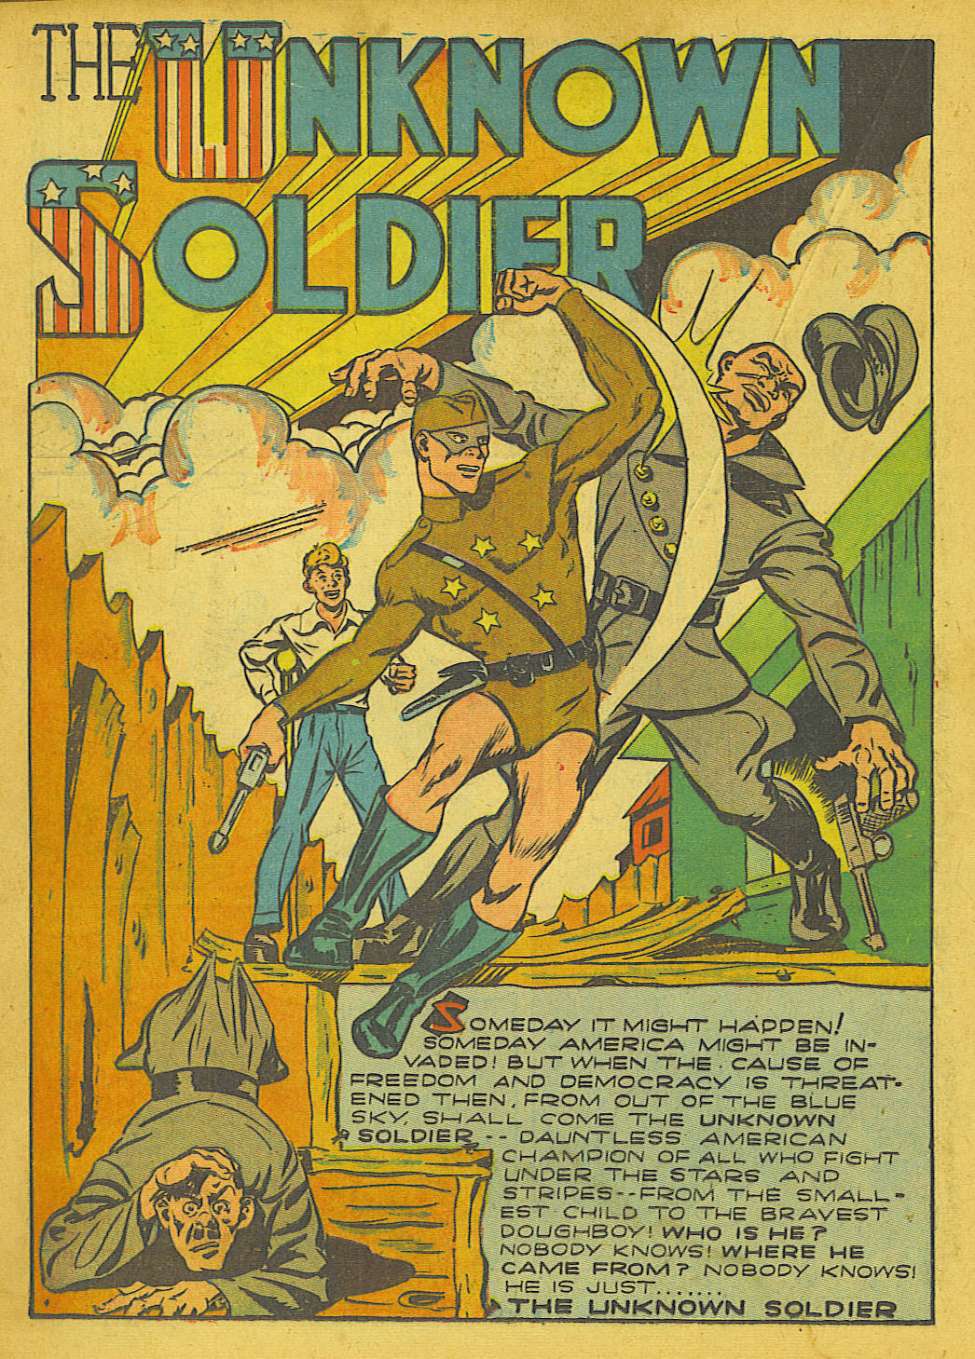 THE UNKNOWN
SOLDIER
SOMEDAY IT MIGHT HAPPEN!
SOMEDAY AMERICA MIGHT BE IN-
VADED! BUT WHEN THE CAUSE OF
FREEDOM AND DEMOCRACY IS THREAT-
ENED THEN, FROM OUT OF THE BLUE
SKY, SHALL COME THE UNKNOWN
SOLDIER -- DAUNTLESS AMERICAN
CHAMPION OF ALL WHO FIGHT
UNDER THE STARS AND
STRIPES--FROM THE SMALL-
EST CHILD TO THE BRAVEST
DOUGHBOY! WHO IS HE?
NOBODY KNOWS! WHERE HE
CAME FROM? NOBODY KNOWS!
HE IS JUST.......
THE UNKNOWN SOLDIER